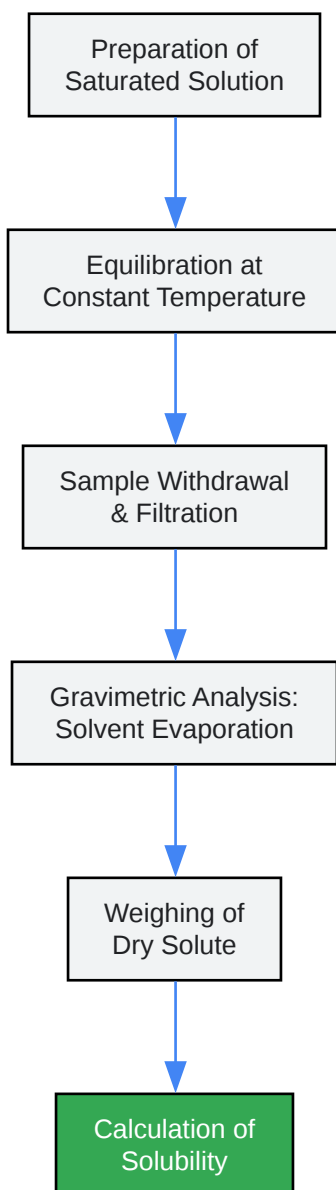 Preparation of
Saturated Solution
Equilibration at
Constant Temperature
Sample Withdrawal
& Filtration
Gravimetric Analysis:
Solvent Evaporation
Weighing of
Dry Solute
Calculation of
Solubility